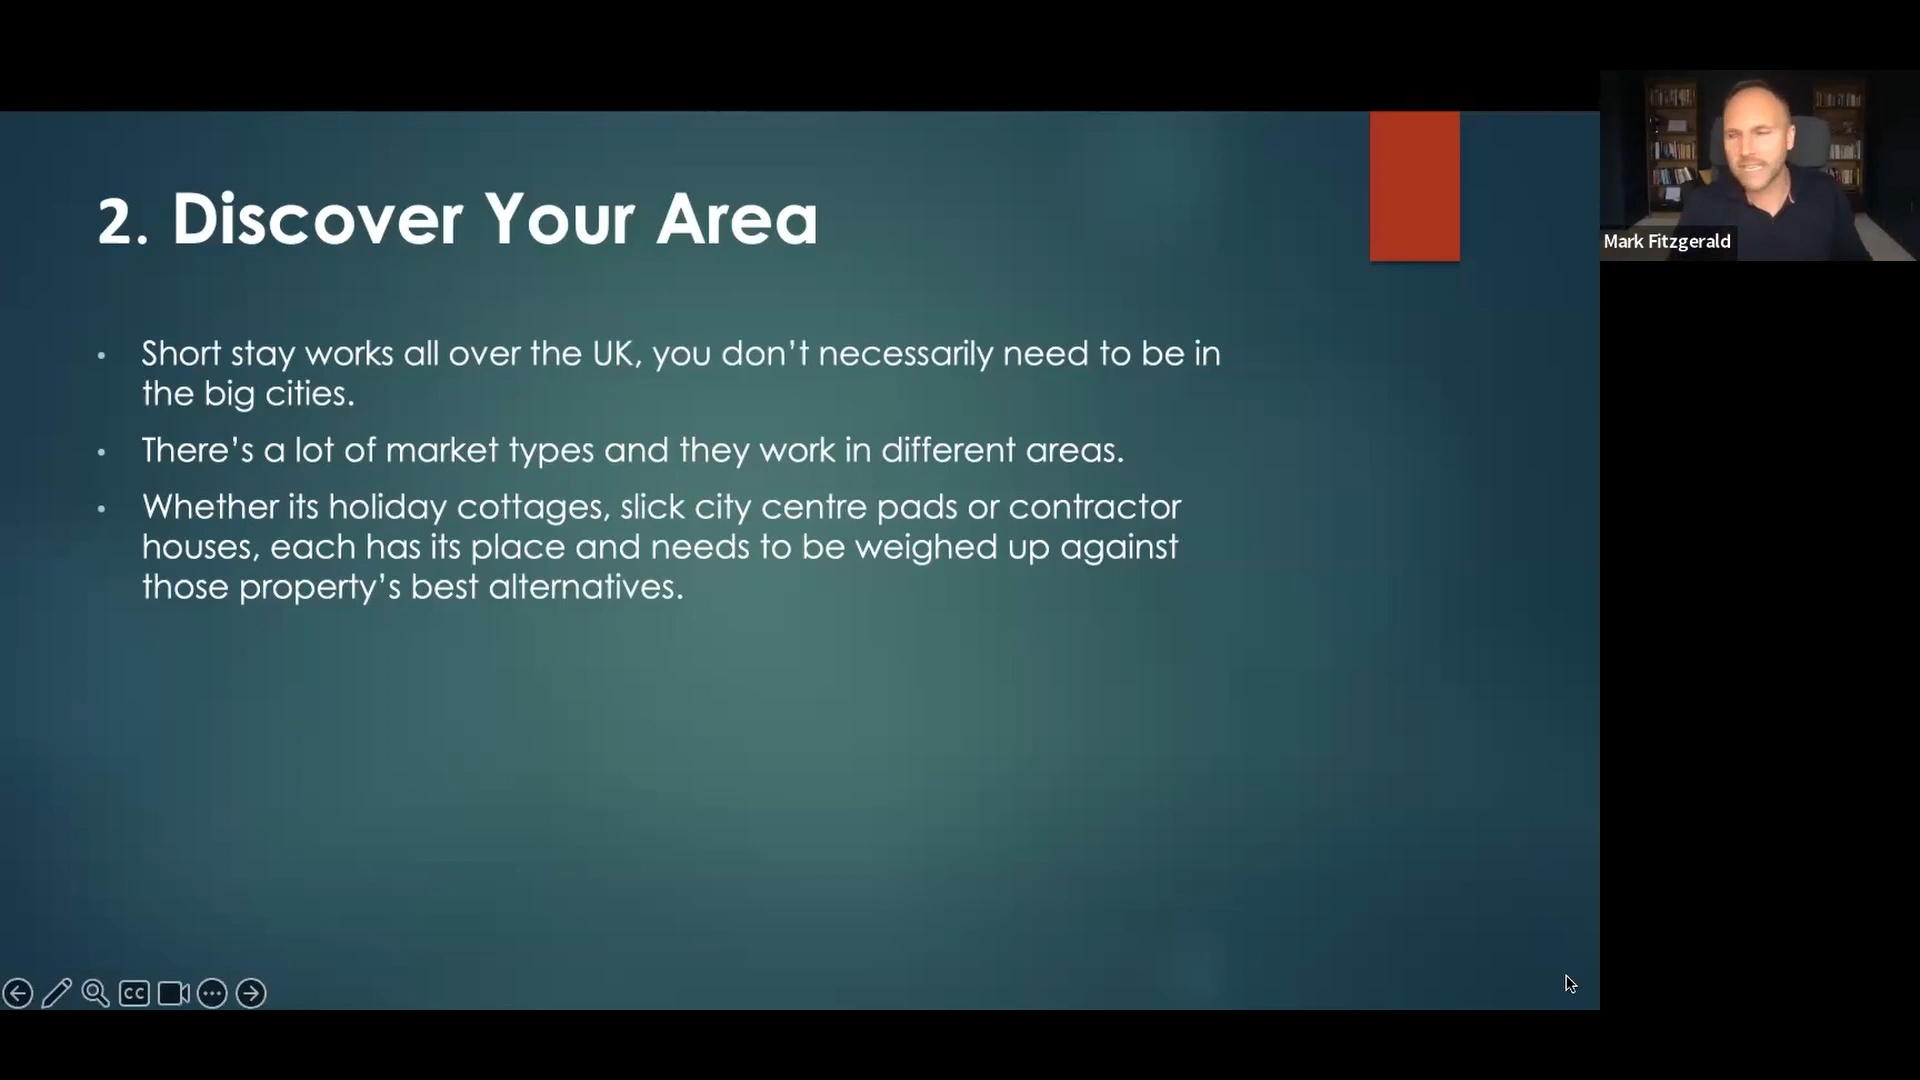 2. Discover Your Area
• Short stay works all over the UK, you don’t necessarily need to be in
the big cities.
• There’s a lot of market types and they work in different areas.
• Whether its holiday cottages, slick city centre pads or contractor
houses, each has its place and needs to be weighed up against
those property’s best alternatives.
Mark Fitzgerald
CC